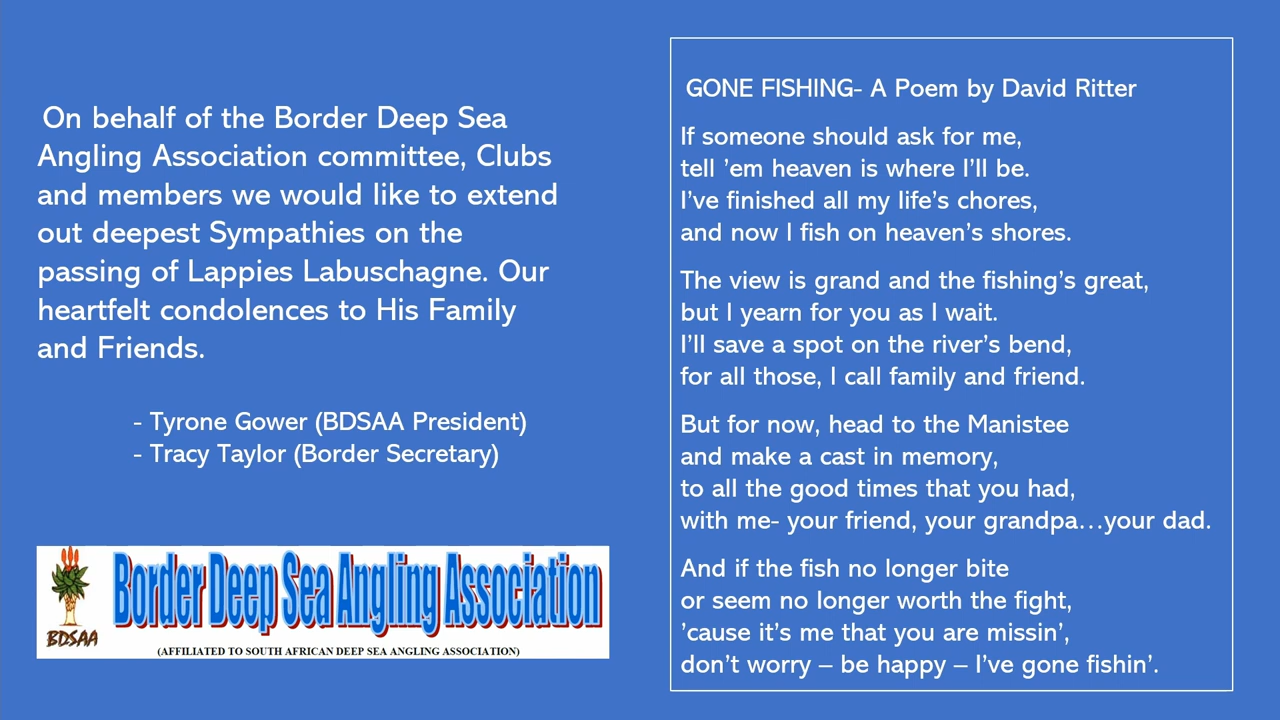 On behalf of the Border Deep Sea
Angling Association committee, Clubs
and members we would like to extend
out deepest Sympathies on the
passing of Lappies Labuschagne. Our
heartfelt condolences to His Family
and Friends.
- Tyrone Gower (BDSAA President)
- Tracy Taylor (Border Secretary)
BDSAA
Border Deep Sea Angling Association
(AFFILIATED TO SOUTH AFRICAN DEEP SEA ANGLING ASSOCIATION)
GONE FISHING- A Poem by David Ritter
If someone should ask for me,
tell ’em heaven is where I’ll be.
I’ve finished all my life’s chores,
and now I fish on heaven’s shores.
The view is grand and the fishing’s great,
but I yearn for you as I wait.
I’ll save a spot on the river’s bend,
for all those, I call family and friend.
But for now, head to the Manistee
and make a cast in memory,
to all the good times that you had,
with me- your friend, your grandpa…your dad.
And if the fish no longer bite
or seem no longer worth the fight,
’cause it’s me that you are missin’,
don’t worry – be happy – I’ve gone fishin’.